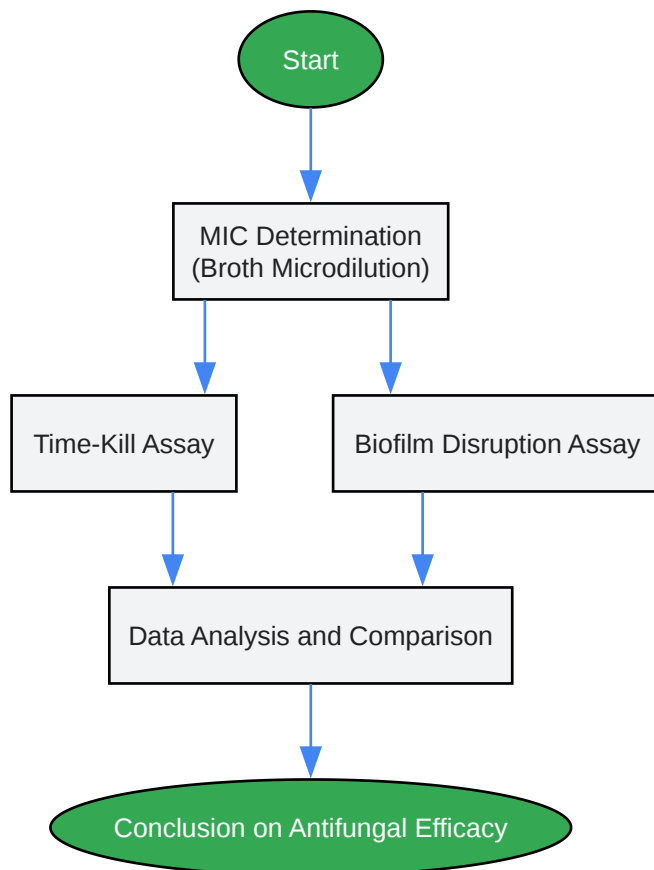 Start
MIC Determination
(Broth Microdilution)
Time-Kill Assay
Biofilm Disruption Assay
Data Analysis and Comparison
Conclusion on Antifungal Efficacy